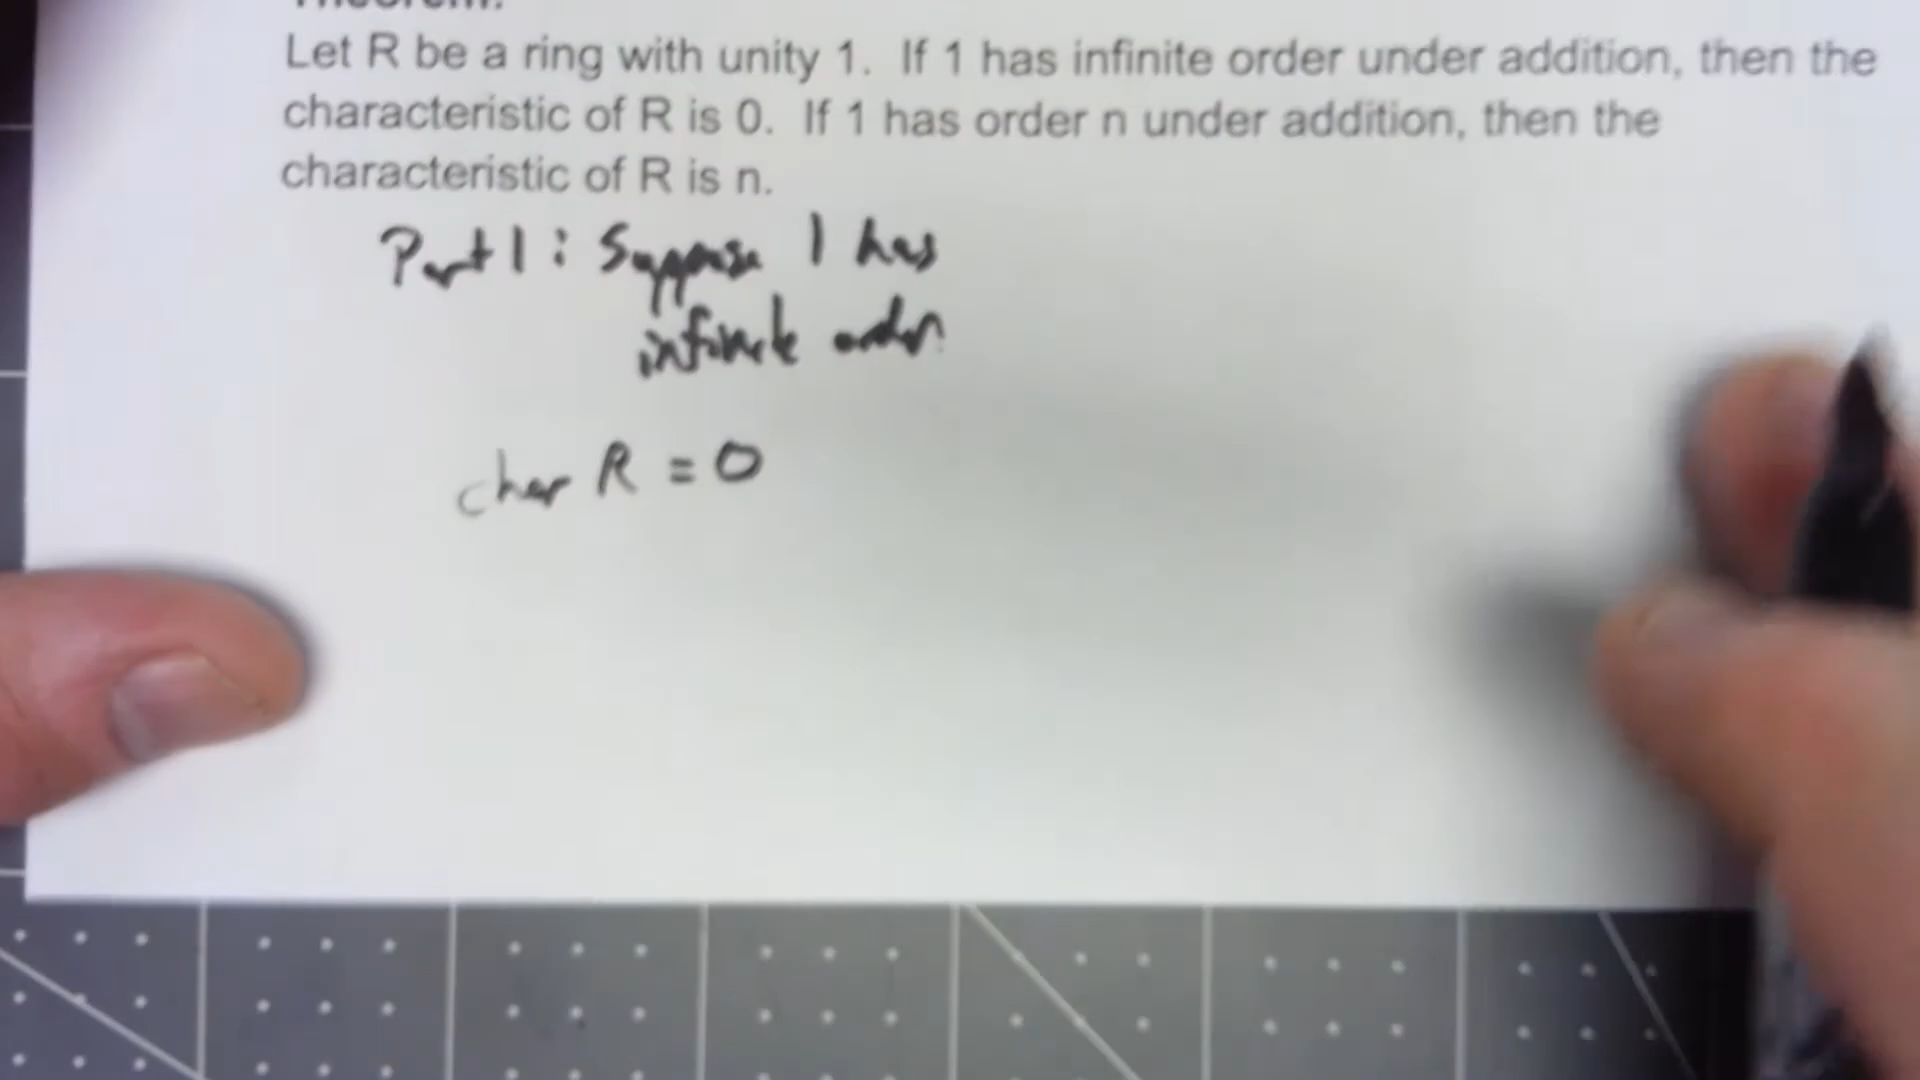 Theorem:
Let R be a ring with unity 1. If 1 has infinite order under addition, then the
characteristic of R is 0. If 1 has order n under addition, then the
characteristic of R is n.
Part 1: Suppose 1 has
infinite order.
char R = 0